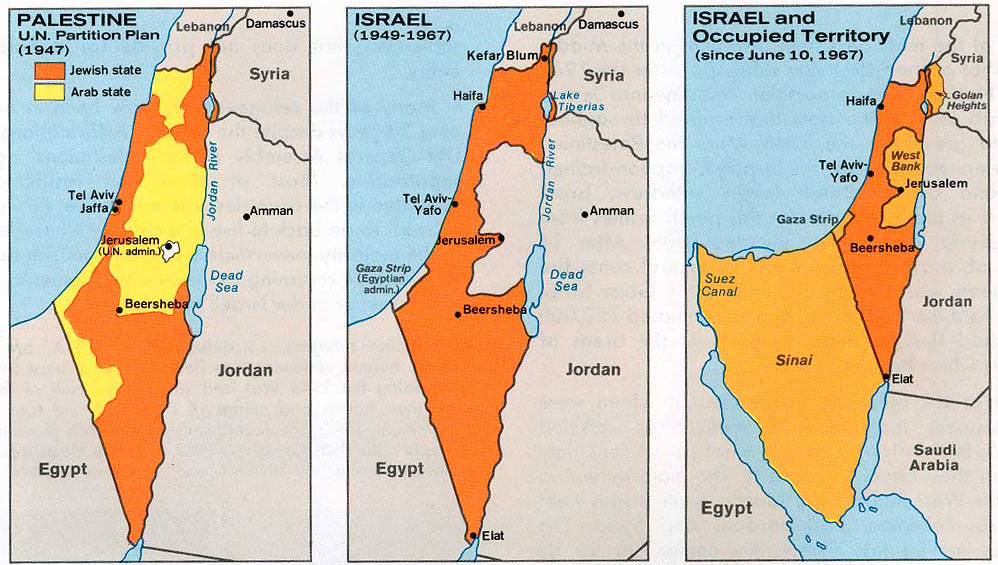 PALESTINE
U.N. Partition Plan
(1947)
Jewish state
Arab state
Lebanon
Damascus
Syria
Tel Aviv
Jaffa
Jordan River
Amman
Jerusalem
(U.N. admin.)
Dead
Sea
Beersheba
Jordan
Egypt
ISRAEL
(1949-1967)
Lebanon
Damascus
Kefar Blum
Syria
Haifa
Lake
Tiberias
Jordan River
Tel Aviv-
Yafo
Amman
Jerusalem
Gaza Strip
(Egyptian
admin.)
Dead
Sea
Beersheba
Jordan
Egypt
Elat
ISRAEL and
Occupied Territory
(since June 10, 1967)
Lebanon
Syria
Haifa
Golan
Heights
West
Bank
Tel Aviv-
Yafo
Jerusalem
Gaza Strip
Beersheba
Suez
Canal
Jordan
Sinai
Elat
Saudi
Arabia
Egypt